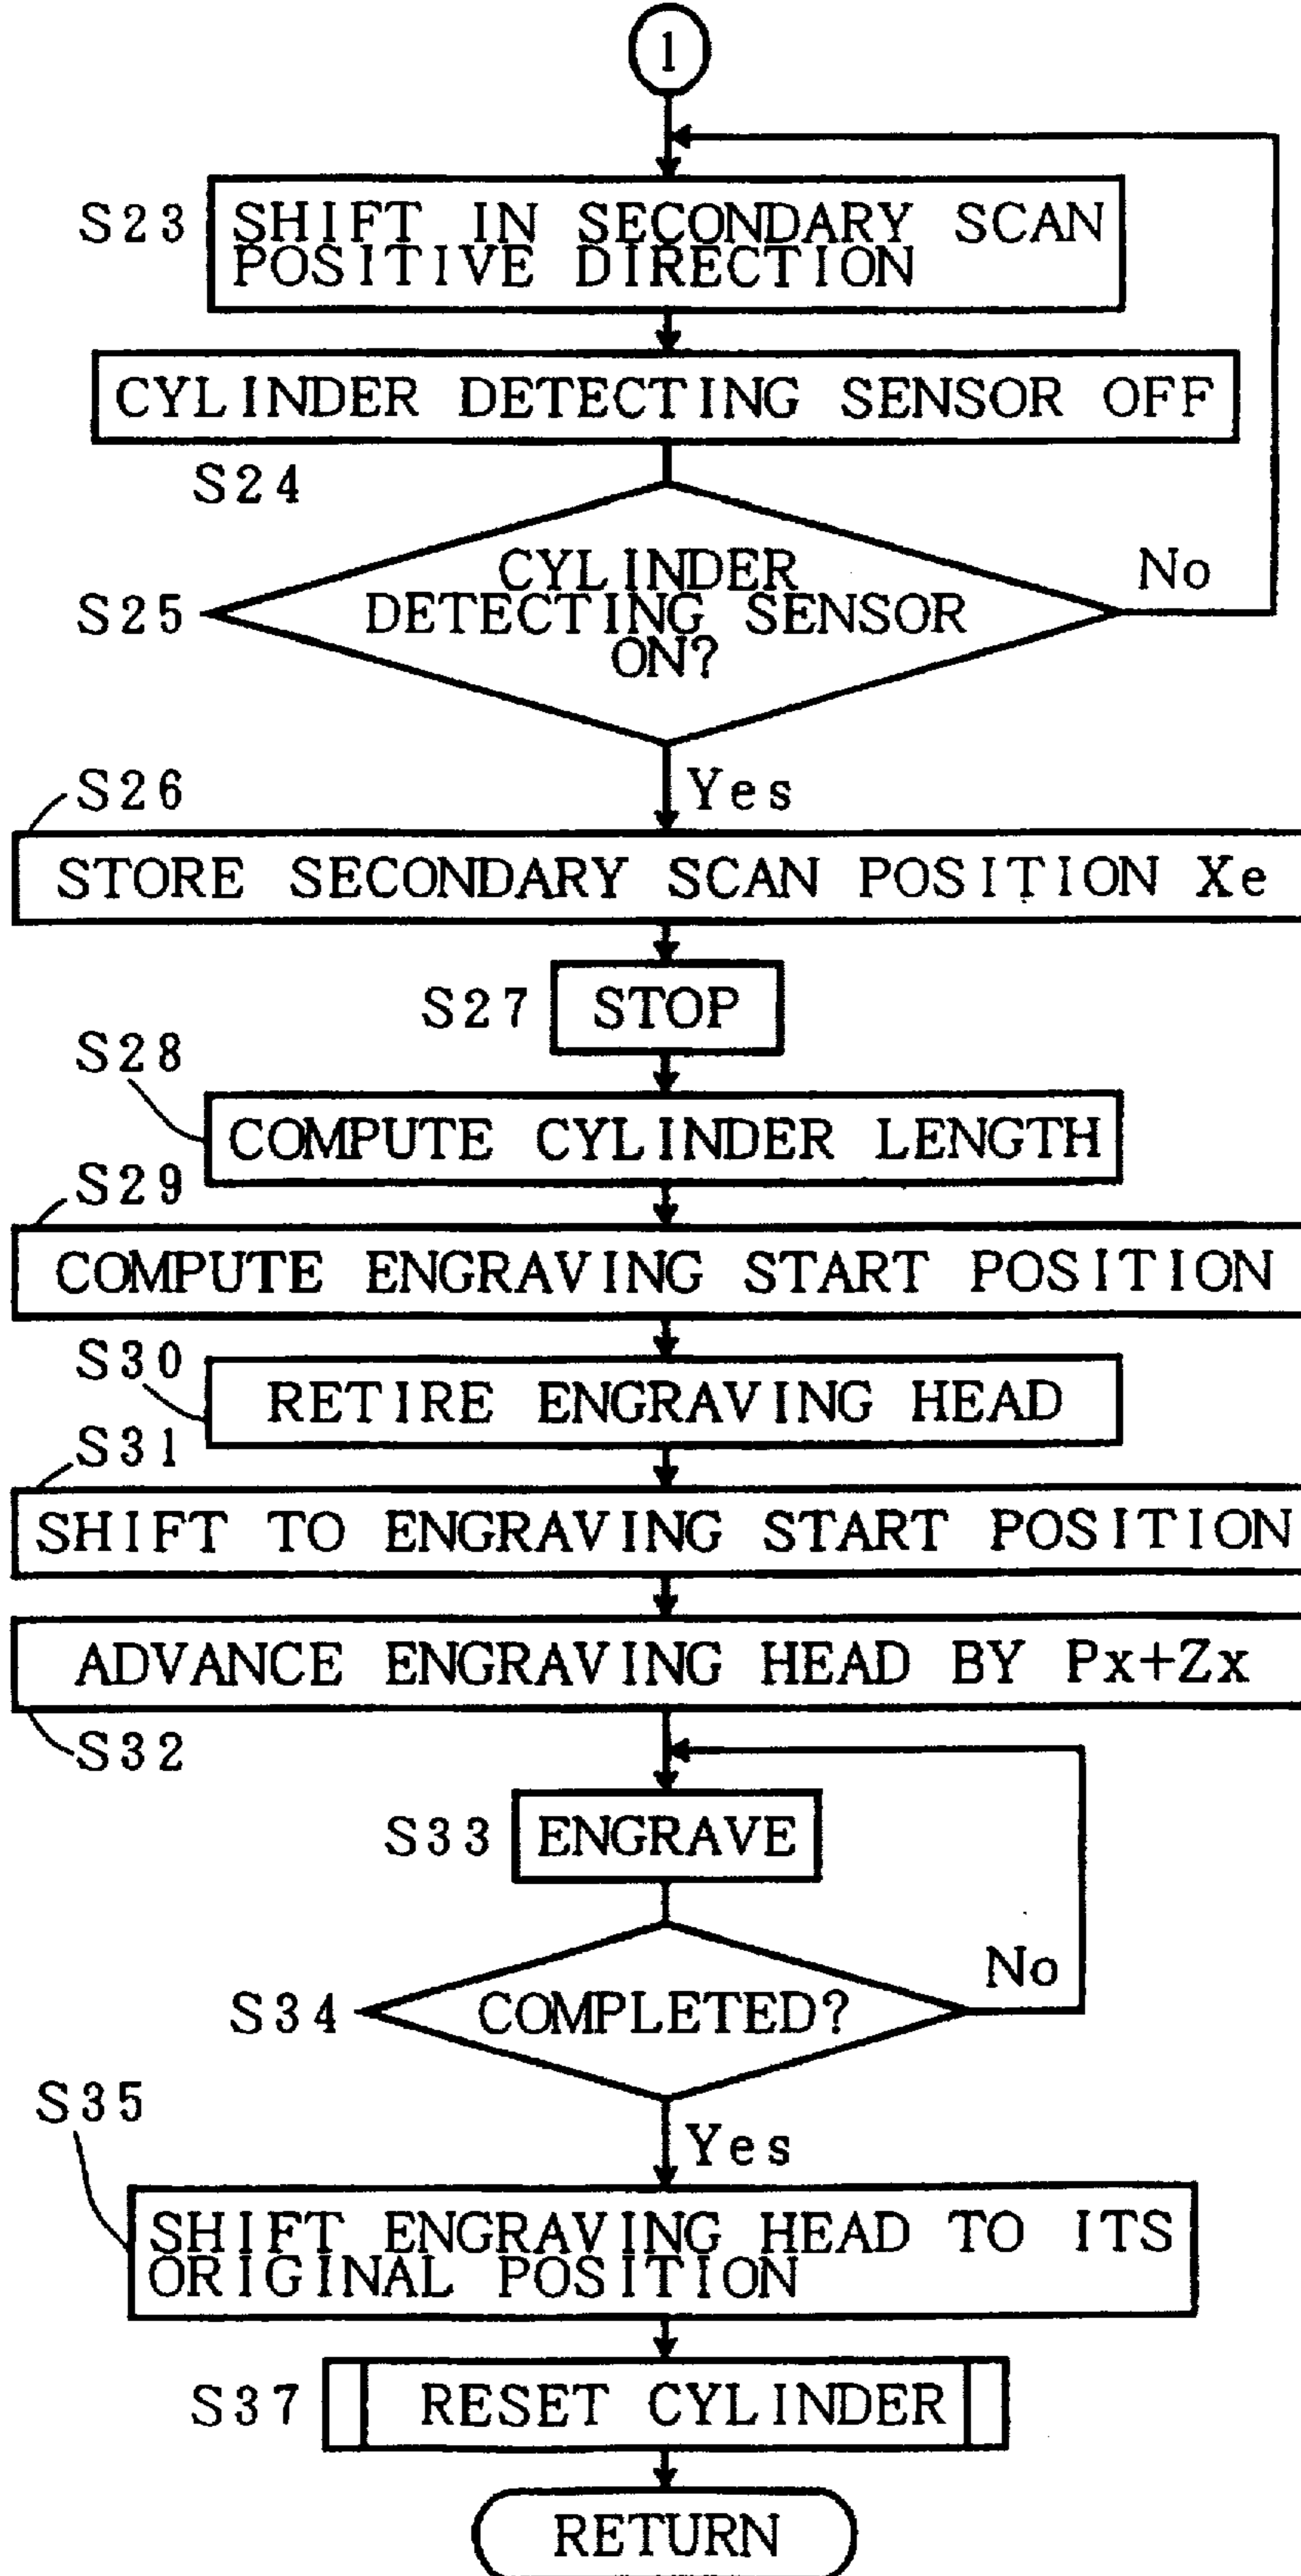 1
S23
SHIFT IN SECONDARY SCAN
POSITIVE DIRECTION
CYLINDER DETECTING SENSOR OFF
S24
CYLINDER
DETECTING SENSOR
ON?
S25
No
Yes
S26
STORE SECONDARY SCAN POSITION Xe
S27
STOP
S28
COMPUTE CYLINDER LENGTH
S29
COMPUTE ENGRAVING START POSITION
S30
RETIRE ENGRAVING HEAD
S31
SHIFT TO ENGRAVING START POSITION
ADVANCE ENGRAVING HEAD BY Px+Zx
S32
S33
ENGRAVE
No
S34
COMPLETED?
S35
Yes
SHIFT ENGRAVING HEAD TO ITS
ORIGINAL POSITION
S37
RESET CYLINDER
RETURN